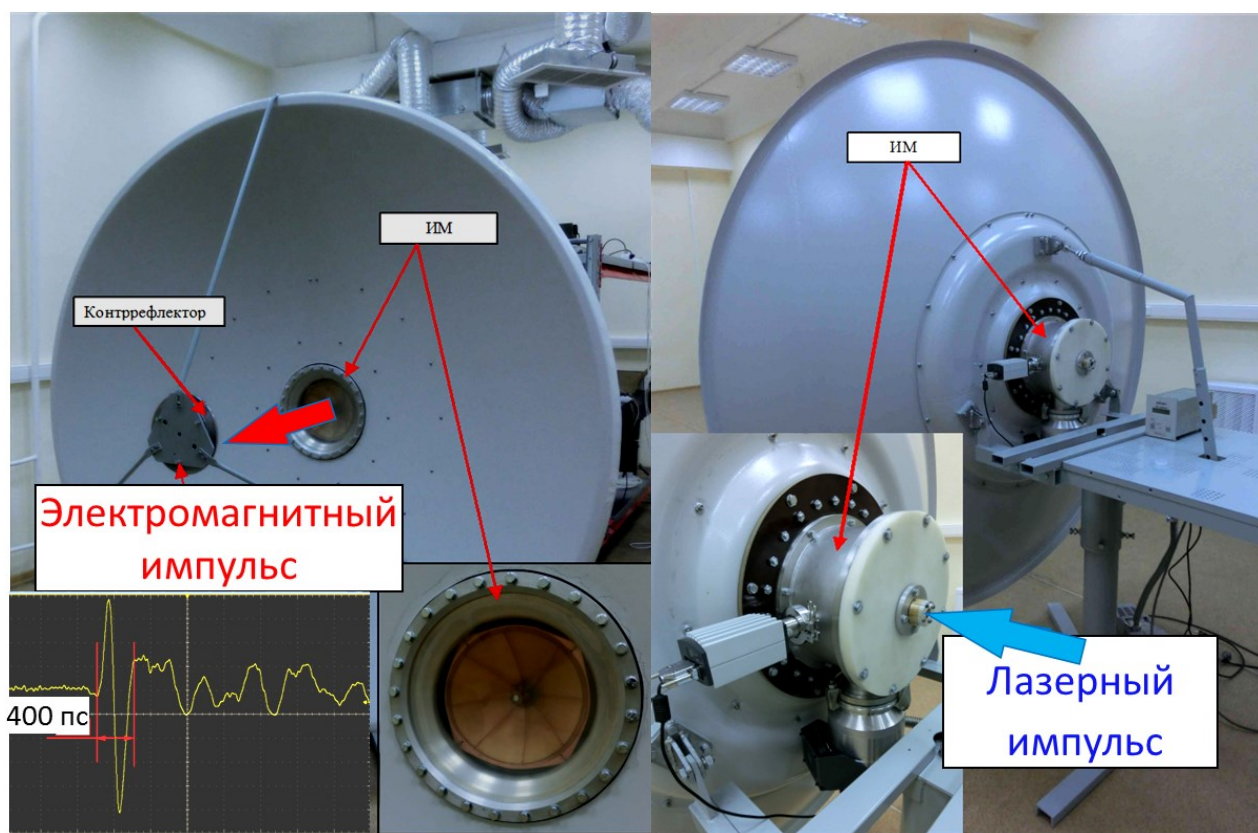 ИМ
Контррефлектор
Электромагнитный
импульс
400 пс
ИМ
Лазерный
импульс